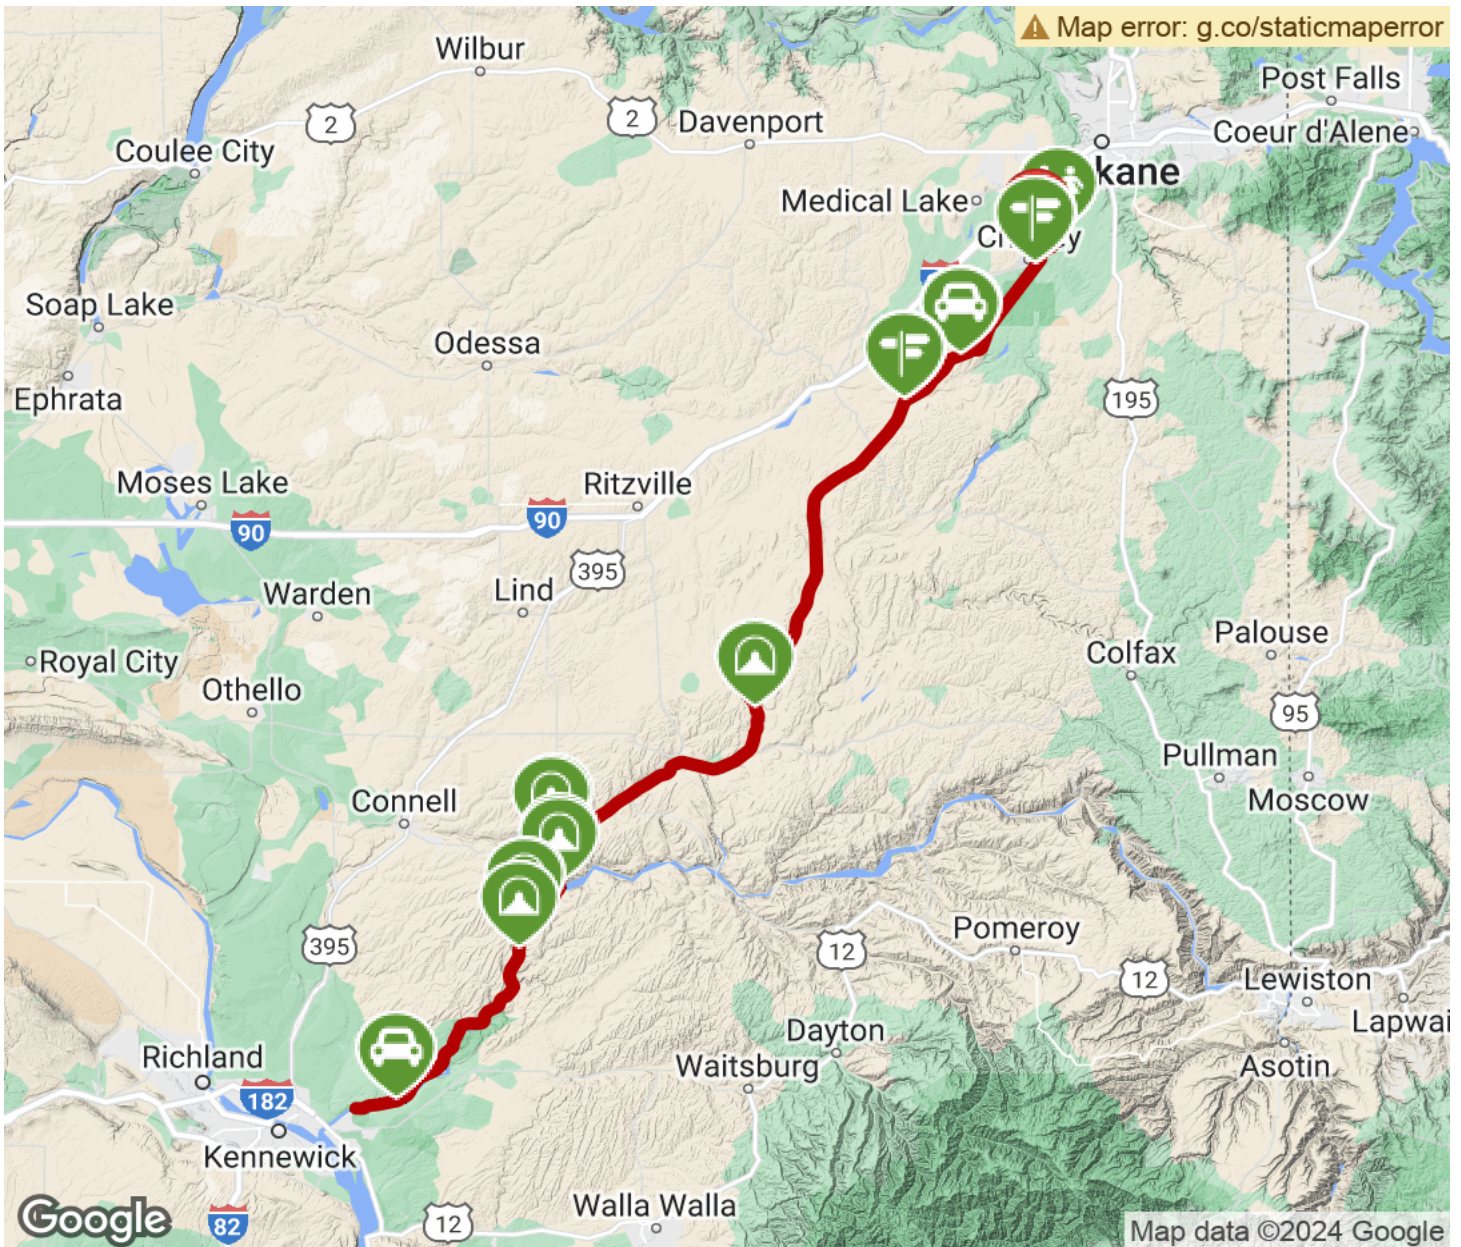 Map error: g.co/staticmaperror
Wilbur
Post Falls
2
2
Davenport
Coeur d'Alene
Coulee City
kane
Medical Lake
Soap Lake
Odessa
Ephrata
195
Moses Lake
Ritzville
90
90
395
Warden
Lind
Palouse
Royal City
Colfax
Othello
95
Pullman
Connell
Moscow
395
12
Pomeroy
12
Lewiston
Lapwai
Dayton
Richland
Waitsburg
Asotin
182
Kennewick
Walla Walla
Google
82
12
Map data ©2024 Google